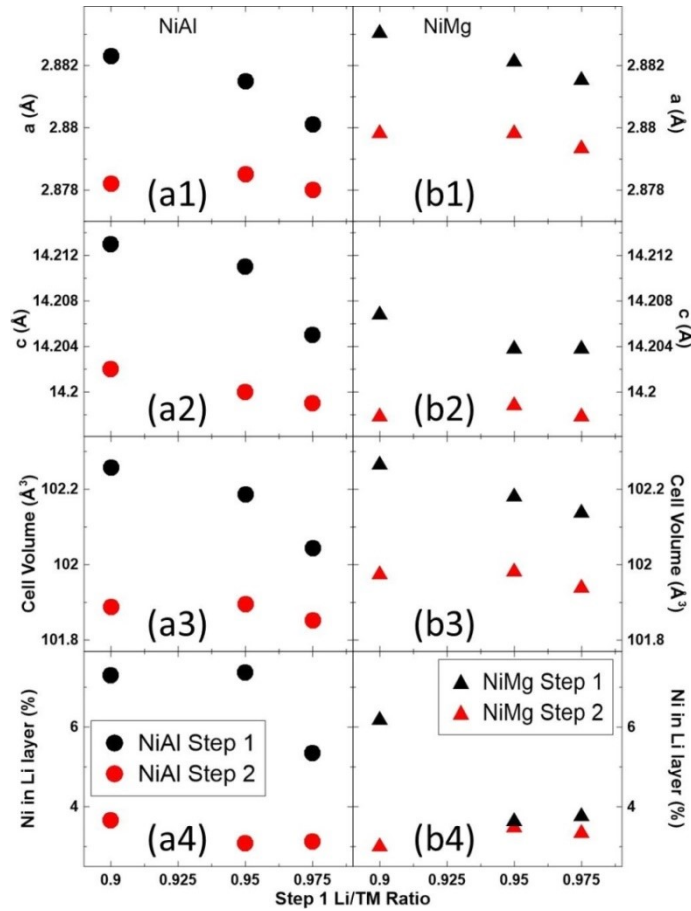 NiAl
NiMg
2.882
2.88
2.878
a (Å)
(a1)
(b1)
2.882
2.88
2.878
a (Å)
14.212
14.208
14.204
14.2
c (Å)
(a2)
(b2)
14.212
14.208
14.204
14.2
c (Å)
102.2
102
101.8
Cell Volume (Å³)
(a3)
(b3)
102.2
102
101.8
Cell Volume (Å³)
6
4
Ni in Li layer (%)
NiAl Step 1
NiAl Step 2
(a4)
NiMg Step 1
NiMg Step 2
(b4)
6
4
Ni in Li layer (%)
0.9 0.925 0.95 0.975 0.9 0.925 0.95 0.975
Step 1 Li/TM Ratio